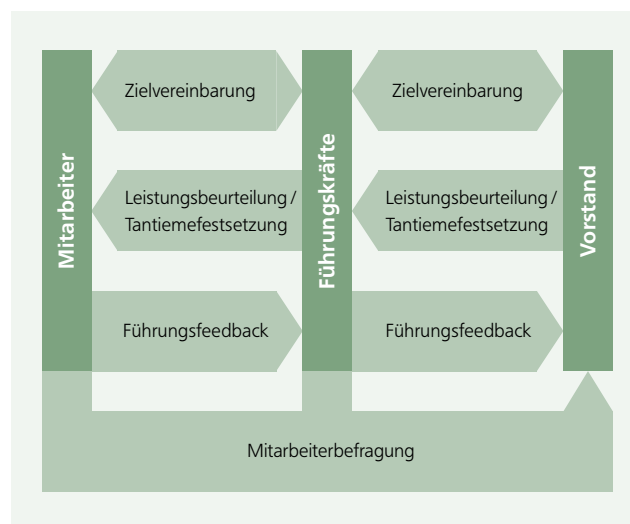 Mitarbeiter
Zielvereinbarung
Führungskräfte
Zielvereinbarung
Vorstand
Leistungsbeurteilung /
Tantiemefestsetzung
Leistungsbeurteilung /
Tantiemefestsetzung
Führungsfeedback
Führungsfeedback
Mitarbeiterbefragung